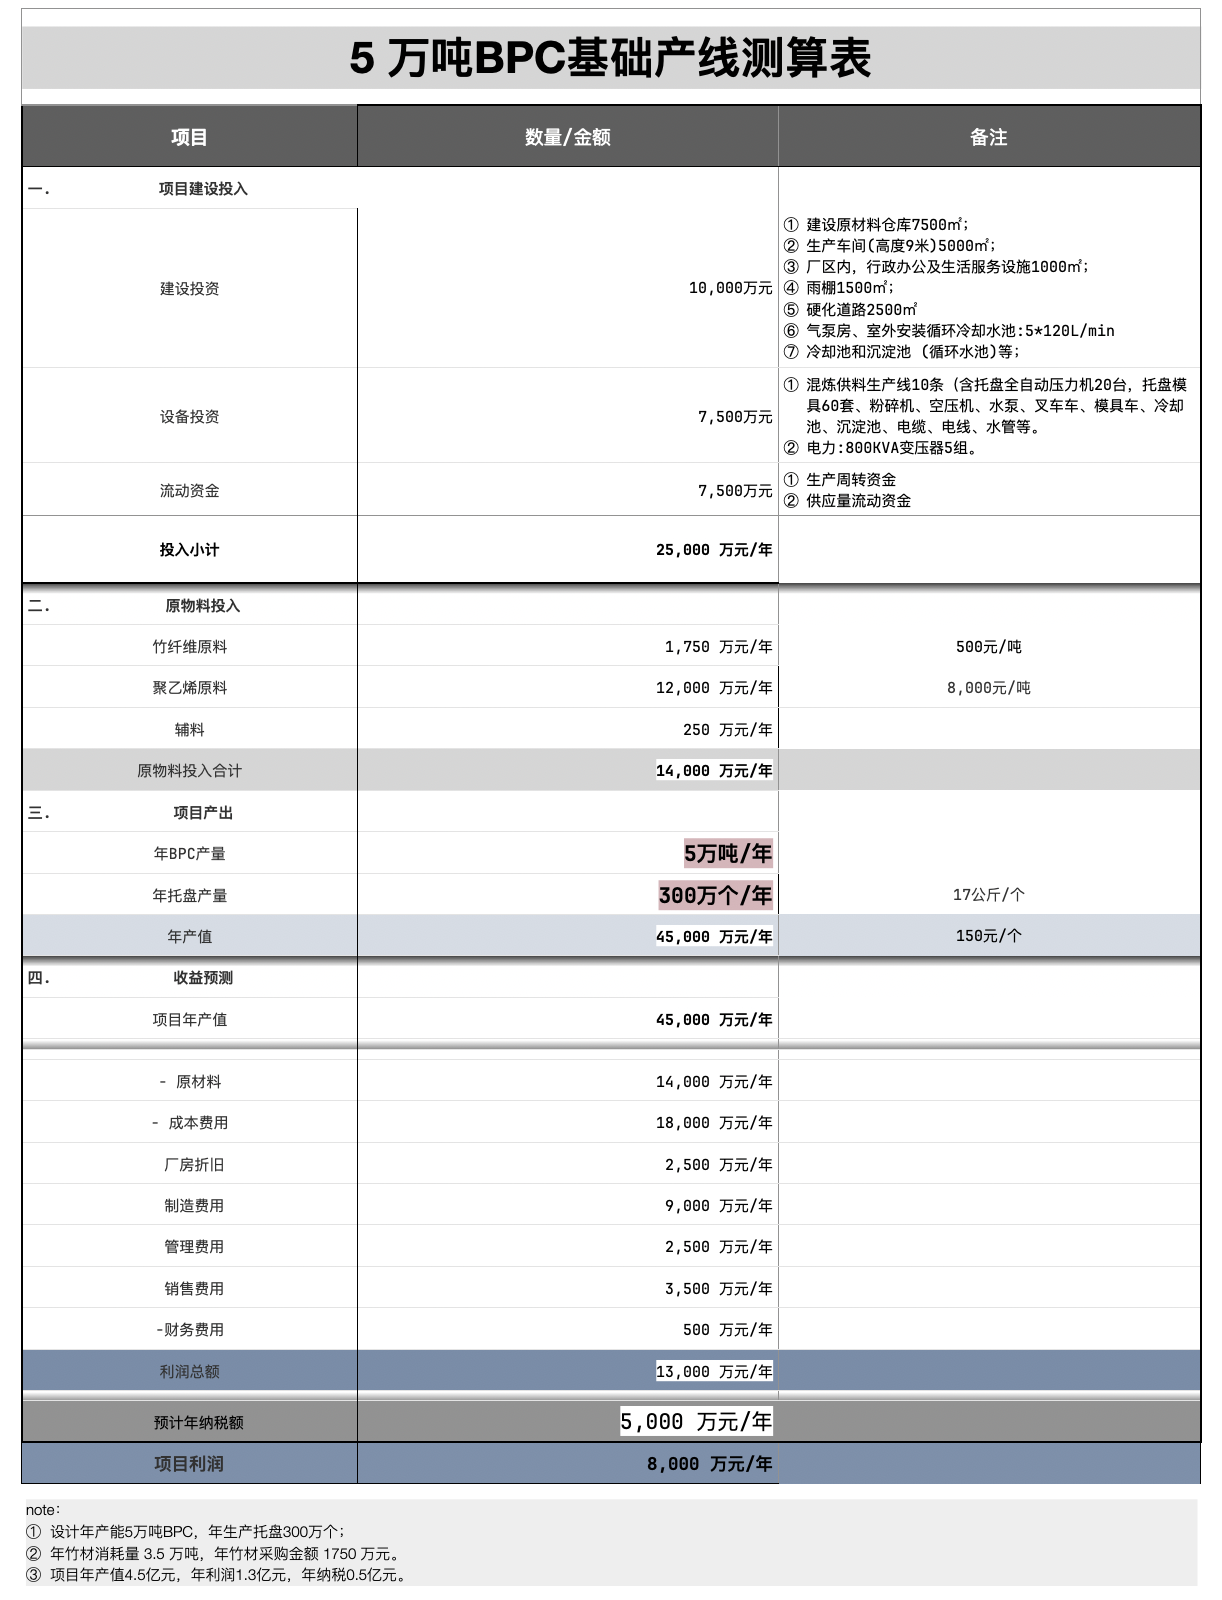 5 万吨BPC基础产线测算表
项目 数量/金额 备注
一. 项目建设投入
建设投资 10,000万元
① 建设原材料仓库7500㎡;
② 生产车间(高度9米)5000㎡;
③ 厂区内, 行政办公及生活服务设施1000㎡;
④ 雨棚1500㎡;
⑤ 硬化道路2500㎡
⑥ 气泵房、室外安装循环冷却水池:5*120L/min
⑦ 冷却池和沉淀池 (循环水池)等;
设备投资 7,500万元
① 混炼供料生产线10条 (含托盘全自动压力机20台, 托盘模
具60套、粉碎机、空压机、水泵、叉车车、模具车、冷却
池、沉淀池、电缆、电线、水管等。
② 电力:800KVA变压器5组。
流动资金 7,500万元
① 生产周转资金
② 供应量流动资金
投入小计 25,000 万元/年
二. 原物料投入
竹纤维原料 1,750 万元/年 500元/吨
聚乙烯原料 12,000 万元/年 8,000元/吨
辅料 250 万元/年
原物料投入合计 14,000 万元/年
三. 项目产出
年BPC产量 5万吨/年
年托盘产量 300万个/年 17公斤/个
年产值 45,000 万元/年 150元/个
四. 收益预测
项目年产值 45,000 万元/年
- 原材料 14,000 万元/年
- 成本费用 18,000 万元/年
厂房折旧 2,500 万元/年
制造费用 9,000 万元/年
管理费用 2,500 万元/年
销售费用 3,500 万元/年
-财务费用 500 万元/年
利润总额 13,000 万元/年
预计年纳税额 5,000 万元/年
项目利润 8,000 万元/年
note:
① 设计年产能5万吨BPC, 年生产托盘300万个;
② 年竹材消耗量 3.5 万吨, 年竹材采购金额 1750 万元。
③ 项目年产值4.5亿元, 年利润1.3亿元, 年纳税0.5亿元。